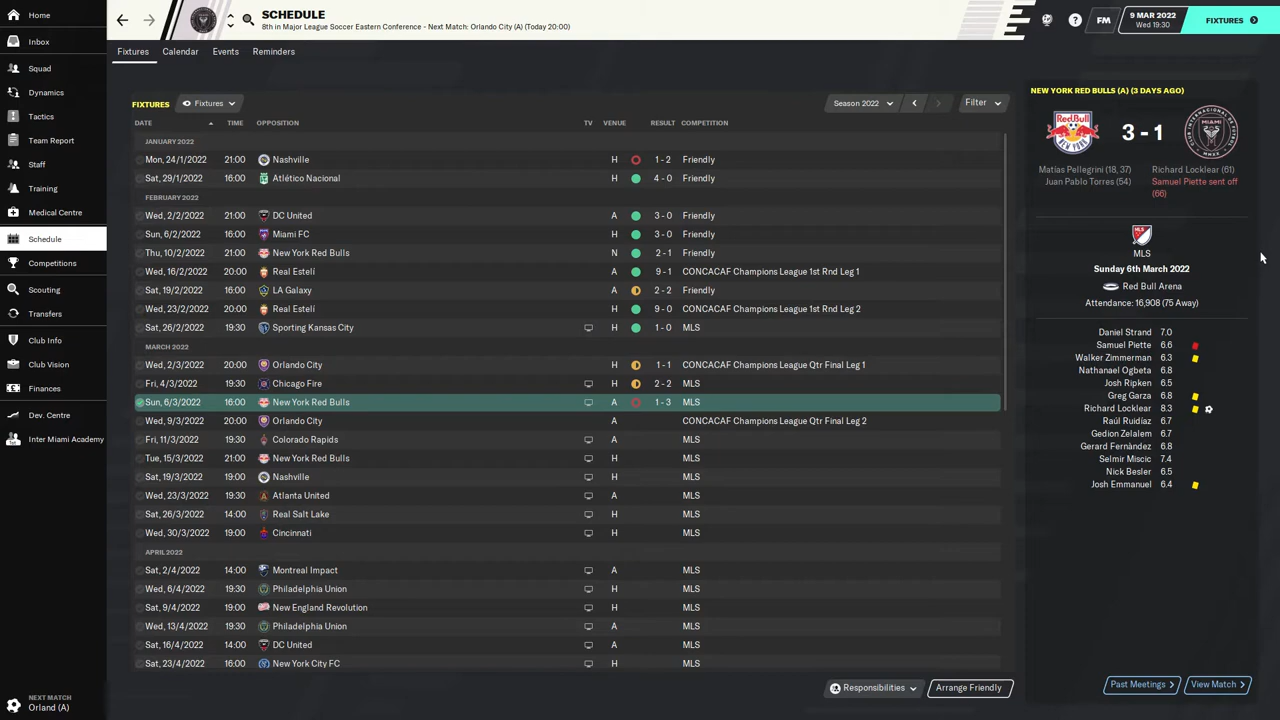 Home
Inbox
Squad
Dynamics
Tactics
Team Report
Staff
Training
Medical Centre
Schedule
Competitions
Scouting
Transfers
Club Info
Club Vision
Finances
Dev. Centre
Inter Miami Academy
NEXT MATCH
Orland (A)
SCHEDULE
8th in Major League Soccer Eastern Conference - Next Match: Orlando City (A) (Today 20:00)
FM
9 MAR 2022
Wed 19:30
FIXTURES
Fixtures Calendar Events Reminders
FIXTURES Fixtures Season 2022 Filter
DATE TIME OPPOSITION TV VENUE RESULT COMPETITION
JANUARY 2022
Mon, 24/1/2022 21:00 Nashville H 1 - 2 Friendly
Sat, 29/1/2022 16:00 Atlético Nacional H 4 - 0 Friendly
FEBRUARY 2022
Wed, 2/2/2022 21:00 DC United A 3 - 0 Friendly
Sun, 6/2/2022 16:00 Miami FC H 3 - 0 Friendly
Thu, 10/2/2022 21:00 New York Red Bulls N 2 - 1 Friendly
Wed, 16/2/2022 20:00 Real Estelí A 9 - 1 CONCACAF Champions League 1st Rnd Leg 1
Sat, 19/2/2022 16:00 LA Galaxy A 2 - 2 Friendly
Wed, 23/2/2022 20:00 Real Estelí H 9 - 0 CONCACAF Champions League 1st Rnd Leg 2
Sat, 26/2/2022 19:30 Sporting Kansas City H 1 - 0 MLS
MARCH 2022
Wed, 2/3/2022 20:00 Orlando City H 1 - 1 CONCACAF Champions League Qtr Final Leg 1
Fri, 4/3/2022 19:30 Chicago Fire H 2 - 2 MLS
Sun, 6/3/2022 16:00 New York Red Bulls A 1 - 3 MLS
Wed, 9/3/2022 20:00 Orlando City A CONCACAF Champions League Qtr Final Leg 2
Fri, 11/3/2022 19:30 Colorado Rapids A MLS
Tue, 15/3/2022 21:00 New York Red Bulls H MLS
Sat, 19/3/2022 19:00 Nashville H MLS
Wed, 23/3/2022 19:30 Atlanta United A MLS
Sat, 26/3/2022 14:00 Real Salt Lake H MLS
Wed, 30/3/2022 19:00 Cincinnati H MLS
APRIL 2022
Sat, 2/4/2022 14:00 Montreal Impact A MLS
Wed, 6/4/2022 19:30 Philadelphia Union H MLS
Sat, 9/4/2022 19:00 New England Revolution H MLS
Wed, 13/4/2022 19:30 Philadelphia Union A MLS
Sat, 16/4/2022 14:00 DC United A MLS
Sat, 23/4/2022 16:00 New York City FC H MLS
Responsibilities Arrange Friendly
NEW YORK RED BULLS (A) (3 DAYS AGO)
3 - 1
Matías Pellegrini (18, 37)
Juan Pablo Torres (54)
Richard Locklear (61)
Samuel Piette sent off
(66)
MLS
Sunday 6th March 2022
Red Bull Arena
Attendance: 16,908 (75 Away)
Daniel Strand 7.0
Samuel Piette 6.6
Walker Zimmerman 6.3
Nathanael Ogbeta 6.8
Josh Ripken 6.5
Greg Garza 6.8
Richard Locklear 8.3
Raúl Ruidíaz 6.7
Gedion Zelalem 6.7
Gerard Fernàndez 6.8
Selmir Miscic 7.4
Nick Besler 6.5
Josh Emmanuel 6.4
Past Meetings View Match